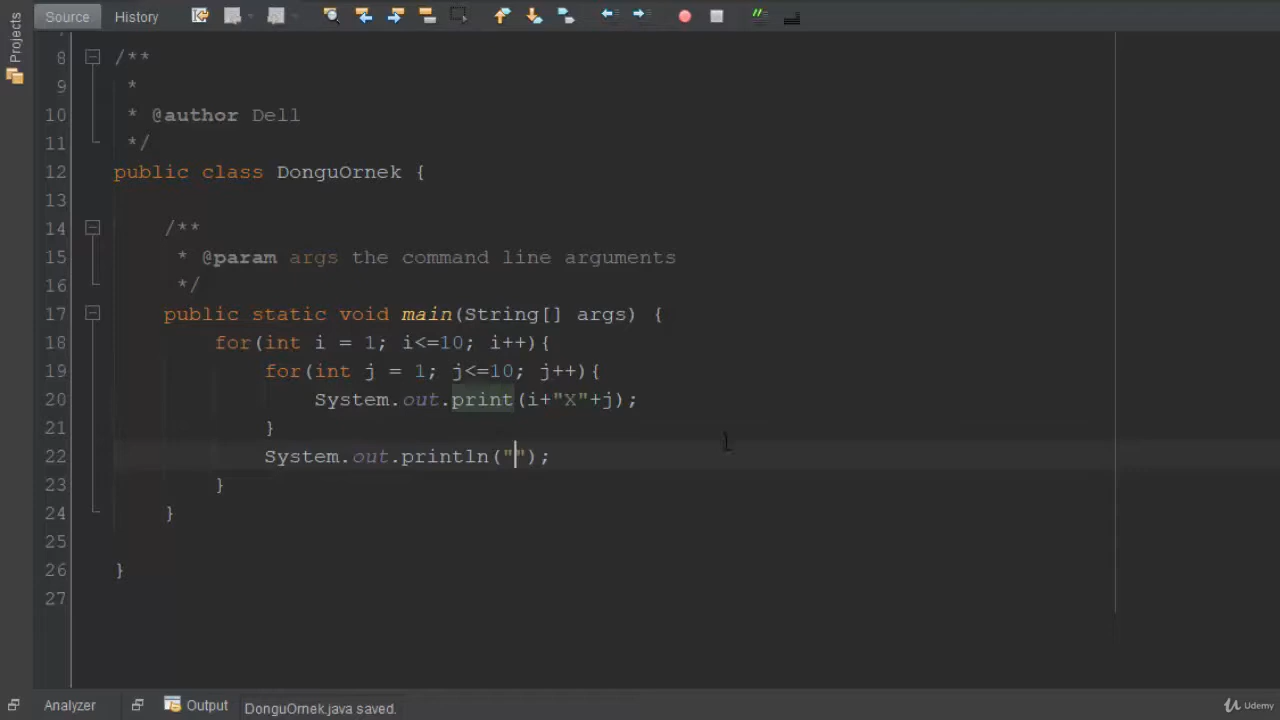 Projects
Source History
8 /**
9 *
10 * @author Dell
11 */
12 public class DonguOrnek {
13
14 /**
15 * @param args the command line arguments
16 */
17 public static void main(String[] args) {
18 for(int i = 1; i<=10; i++){
19 for(int j = 1; j<=10; j++){
20 System.out.print(i+"X"+j);
21 }
22 System.out.println("");
23 }
24 }
25
26 }
27
Analyzer Output DonguOrnek.java saved.
Udemy